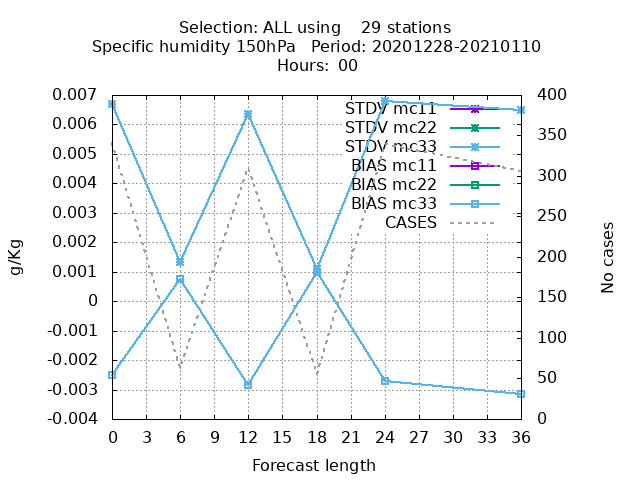 Selection: ALL using    29 stations
Specific humidity 150hPa   Period: 20201228-20210110
Hours:  00
0.007
0.006
0.005
0.004
0.003
0.002
0.001
0
-0.001
-0.002
-0.003
-0.004
g/Kg
STDV mc11
STDV mc22
STDV mc33
BIAS mc11
BIAS mc22
BIAS mc33
CASES
400
350
300
250
200
150
100
50
0
No cases
0 3 6 9 12 15 18 21 24 27 30 33 36
Forecast length